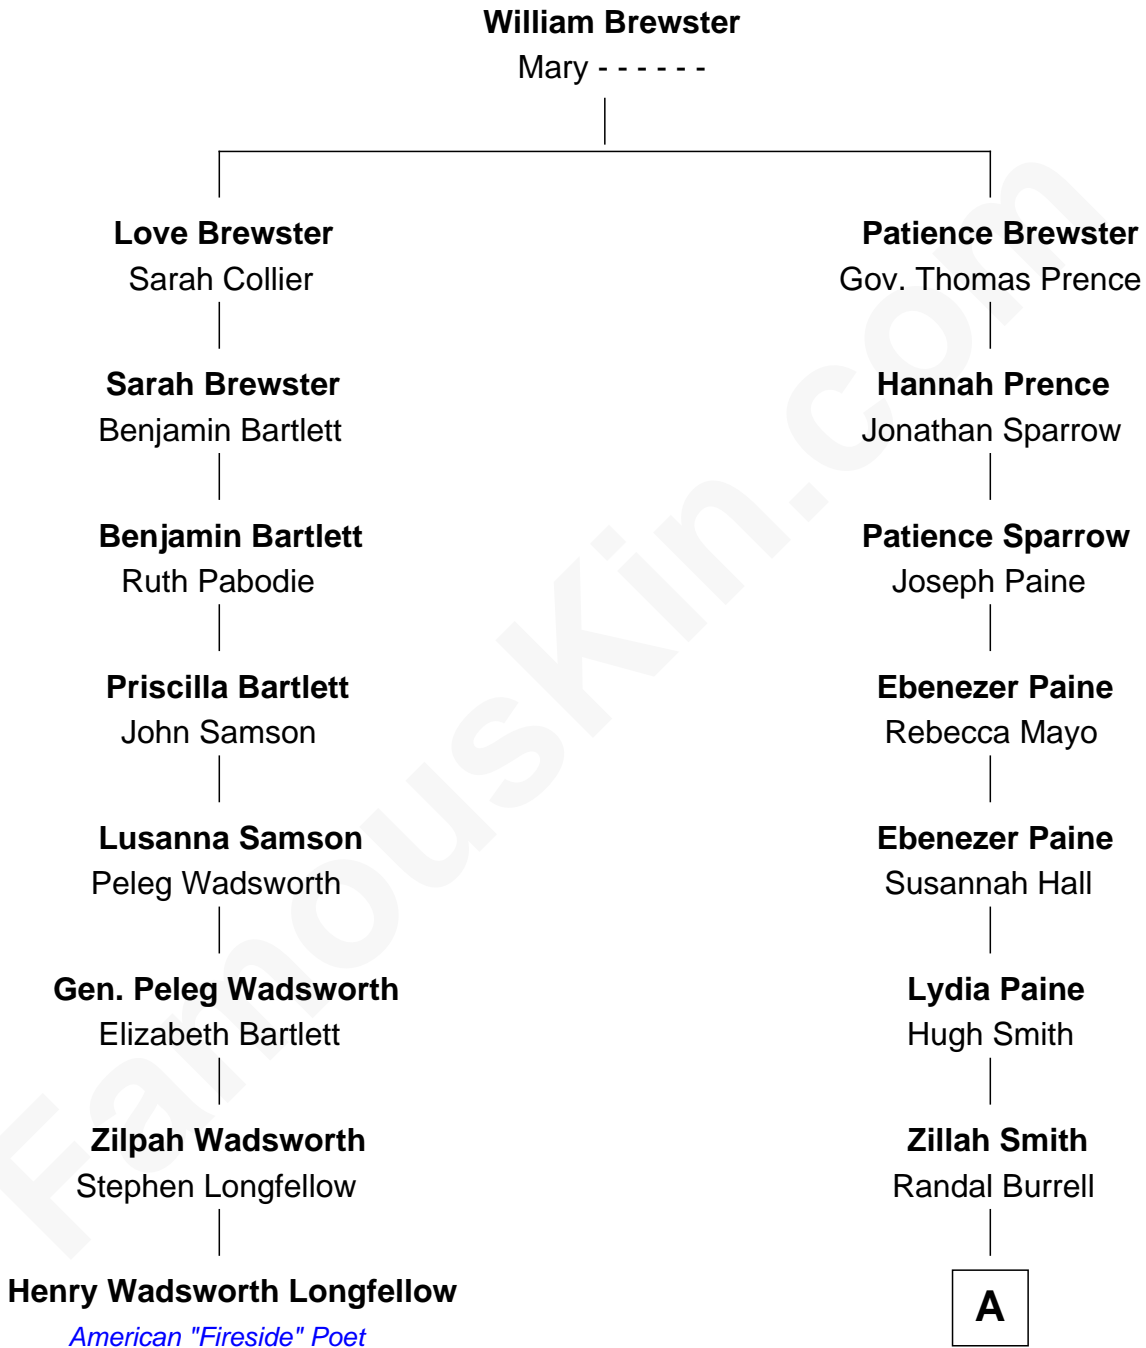 William Brewster
Mary - - - - - -
Love Brewster
Sarah Collier
Patience Brewster
Gov. Thomas Prence
Sarah Brewster
Benjamin Bartlett
Hannah Prence
Jonathan Sparrow
Benjamin Bartlett
Ruth Pabodie
Patience Sparrow
Joseph Paine
Priscilla Bartlett
John Samson
Ebenezer Paine
Rebecca Mayo
Lusanna Samson
Peleg Wadsworth
Ebenezer Paine
Susannah Hall
Gen. Peleg Wadsworth
Elizabeth Bartlett
Lydia Paine
Hugh Smith
Zilpah Wadsworth
Stephen Longfellow
Zillah Smith
Randal Burrell
Henry Wadsworth Longfellow
American "Fireside" Poet
A
FamousKin.com